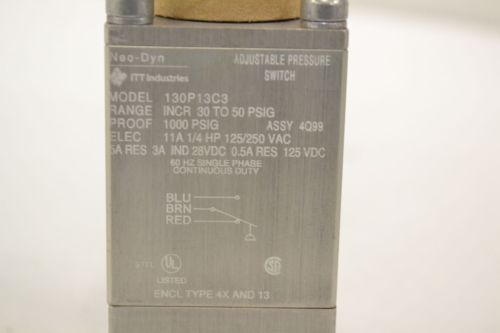 Neo-Dyn
ITT Industries
ADJUSTABLE PRESSURE
SWITCH
MODEL 130P13C3
RANGE INCR 30 TO 50 PSIG
PROOF 1000 PSIG ASSY 4Q99
ELEC 11A 1/4 HP 125/250 VAC
5A RES 3A IND 28VDC 0.5A RES 125 VDC
60 HZ SINGLE PHASE
CONTINUOUS DUTY
BLU
BRN
RED
UL
LISTED
ENCL TYPE 4X AND 13